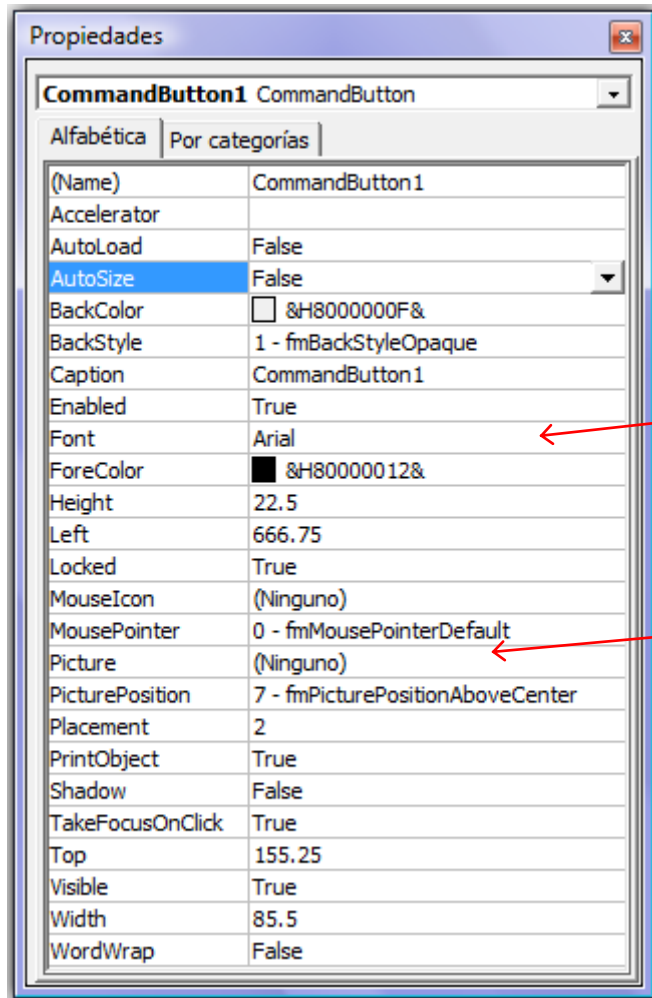 Propiedades
CommandButton1 CommandButton
Alfabética Por categorías
(Name) CommandButton1
Accelerator
AutoLoad False
AutoSize False
BackColor &H8000000F&
BackStyle 1 - fmBackStyleOpaque
Caption CommandButton1
Enabled True
Font Arial
ForeColor &H80000012&
Height 22.5
Left 666.75
Locked True
MouseIcon (Ninguno)
MousePointer 0 - fmMousePointerDefault
Picture (Ninguno)
PicturePosition 7 - fmPicturePositionAboveCenter
Placement 2
PrintObject True
Shadow False
TakeFocusOnClick True
Top 155.25
Visible True
Width 85.5
WordWrap False